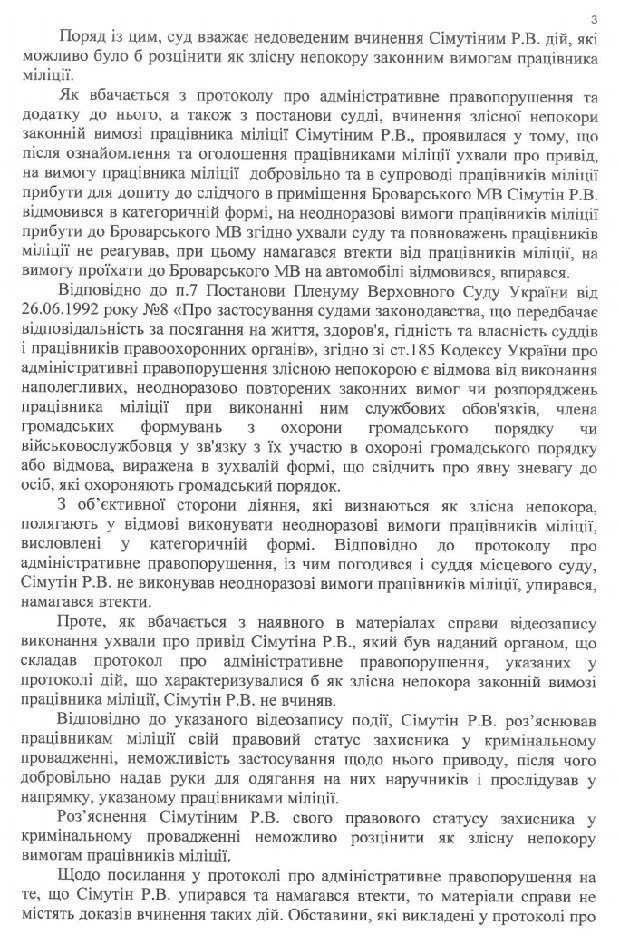 3
Поряд із цим, суд вважає недоведеним вчинення Сімутіним Р.В. дій, які
можливо було б розцінити як злісну непокору законним вимогам працівника
міліції.
Як вбачається з протоколу про адміністративне правопорушення та
додатку до нього, а також з постанови судді, вчинення злісної непокори
законній вимозі працівника міліції Сімутіним Р.В., проявилася у тому, що
після ознайомлення та оголошення працівниками міліції ухвали про привід,
на вимогу працівника міліції добровільно та в супроводі працівників міліції
прибути для допиту до слідчого в приміщення Броварського МВ Сімутін Р.В.
відмовився в категоричній формі, на неодноразові вимоги працівників міліції
прибути до Броварського МВ згідно ухвали суду та повноважень працівників
міліції не реагував, при цьому намагався втекти від працівників міліції, на
вимогу проїхати до Броварського МВ на автомобілі відмовився, впирався.
Відповідно до п.7 Постанови Пленуму Верховного Суду України від
26.06.1992 року №8 «Про застосування судами законодавства, що передбачає
відповідальність за посягання на життя, здоров'я, гідність та власність суддів
і працівників правоохоронних органів», згідно зі ст.185 Кодексу України про
адміністративні правопорушення злісною непокорою є відмова від виконання
наполегливих, неодноразово повторених законних вимог чи розпоряджень
працівника міліції при виконанні ним службових обов'язків, члена
громадських формувань з охорони громадського порядку чи
військовослужбовця у зв'язку з їх участю в охороні громадського порядку
або відмова, виражена в зухвалій формі, що свідчить про явну зневагу до
осіб, які охороняють громадський порядок.
З об’єктивної сторони діяння, які визнаються як злісна непокора,
полягають у відмові виконувати неодноразові вимоги працівників міліції,
висловлені у категоричній формі. Відповідно до протоколу про
адміністративне правопорушення, із чим погодився і суддя місцевого суду,
Сімутін Р.В. не виконував неодноразові вимоги працівників міліції, упирався,
намагався втекти.
Проте, як вбачається з наявного в матеріалах справи відеозапису
виконання ухвали про привід Сімутіна Р.В., який був наданий органом, що
складав протокол про адміністративне правопорушення, указаних у
протоколі дій, що характеризувалися б як злісна непокора законній вимозі
працівника міліції, Сімутін Р.В. не вчиняв.
Відповідно до указаного відеозапису події, Сімутін Р.В. роз’яснював
працівникам міліції свій правовий статус захисника у кримінальному
провадженні, неможливість застосування щодо нього приводу, після чого
добровільно надав руки для одягання на них наручників і прослідував у
напрямку, указаному працівниками міліції.
Роз’яснення Сімутіним Р.В. свого правового статусу захисника у
кримінальному провадженні неможливо розцінити як злісну непокору
вимогам працівників міліції.
Щодо посилання у протоколі про адміністративне правопорушення на
те, що Сімутін Р.В. упирався та намагався втекти, то матеріали справи не
містять доказів вчинення таких дій. Обставини, які викладені у протоколі про